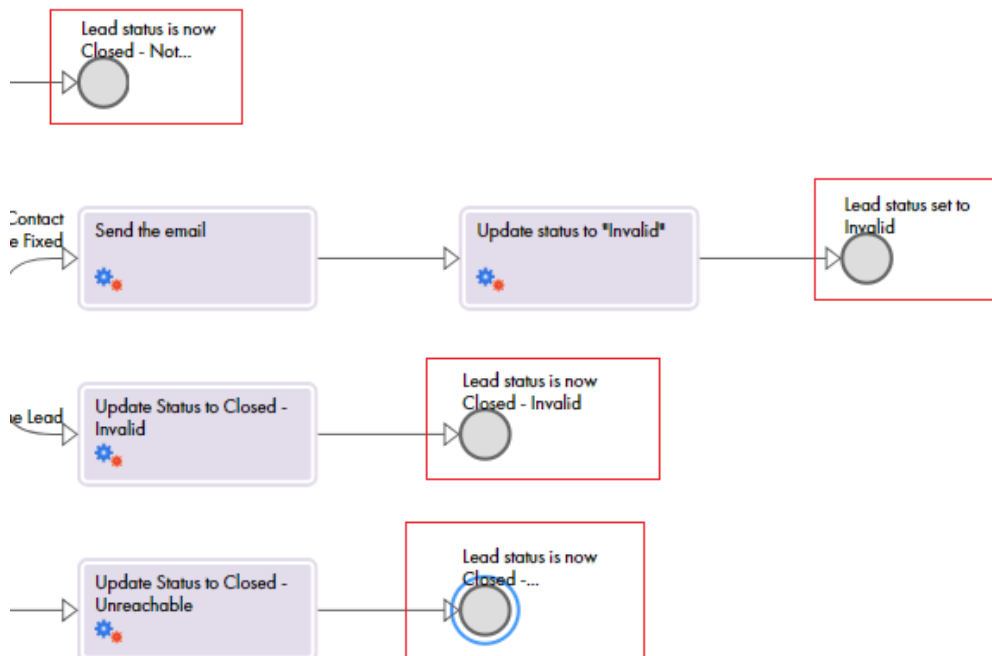 Lead status is now
Closed - Not...
Contact
e Fixed
Send the email
Update status to "Invalid"
Lead status set to
Invalid
e Lead
Update Status to Closed -
Invalid
Lead status is now
Closed - Invalid
Update Status to Closed -
Unreachable
Lead status is now
Closed -...